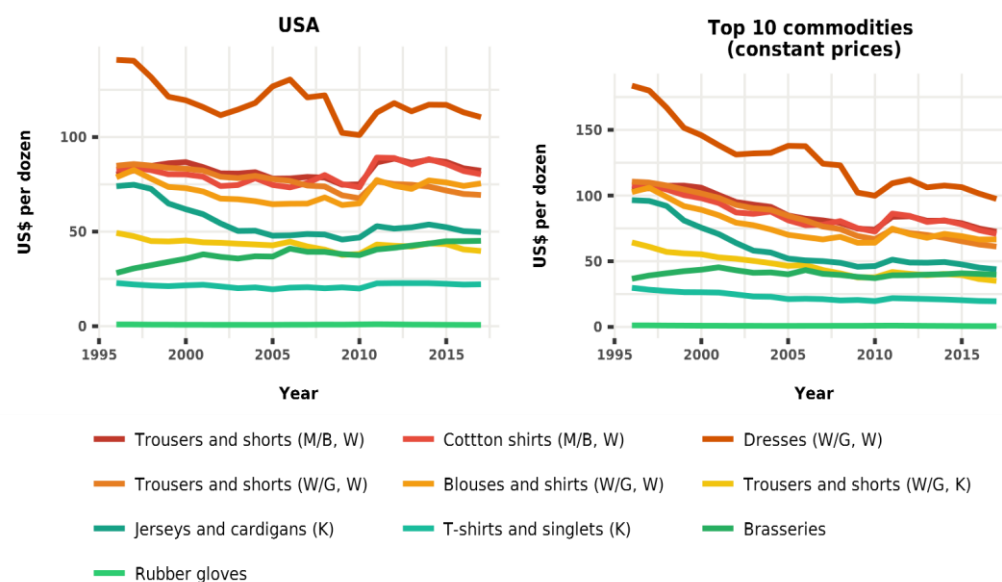 USA
US$ per dozen
100
50
0
1995
2000
2005
2010
2015
Year
Top 10 commodities
(constant prices)
US$ per dozen
150
100
50
0
1995
2000
2005
2010
2015
Year
Trousers and shorts (M/B, W)
Cottton shirts (M/B, W)
Dresses (W/G, W)
Trousers and shorts (W/G, W)
Blouses and shirts (W/G, W)
Trousers and shorts (W/G, K)
Jerseys and cardigans (K)
T-shirts and singlets (K)
Brasseries
Rubber gloves